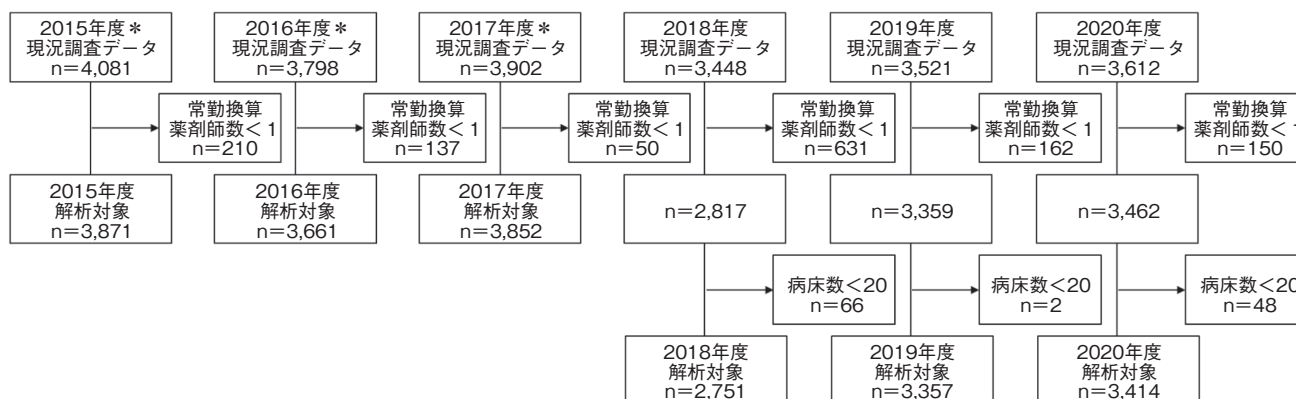 2015年度＊
現況調査データ
n＝4,081
2016年度＊
現況調査データ
n＝3,798
2017年度＊
現況調査データ
n＝3,902
2018年度
現況調査データ
n＝3,448
2019年度
現況調査データ
n＝3,521
2020年度
現況調査データ
n＝3,612
常勤換算
薬剤師数＜1
n＝210
常勤換算
薬剤師数＜1
n＝137
常勤換算
薬剤師数＜1
n＝50
常勤換算
薬剤師数＜1
n＝631
常勤換算
薬剤師数＜1
n＝162
常勤換算
薬剤師数＜1
n＝150
2015年度
解析対象
n＝3,871
2016年度
解析対象
n＝3,661
2017年度
解析対象
n＝3,852
n＝2,817
n＝3,359
n＝3,462
病床数＜20
n＝66
病床数＜20
n＝2
病床数＜20
n＝48
2018年度
解析対象
n＝2,751
2019年度
解析対象
n＝3,357
2020年度
解析対象
n＝3,414